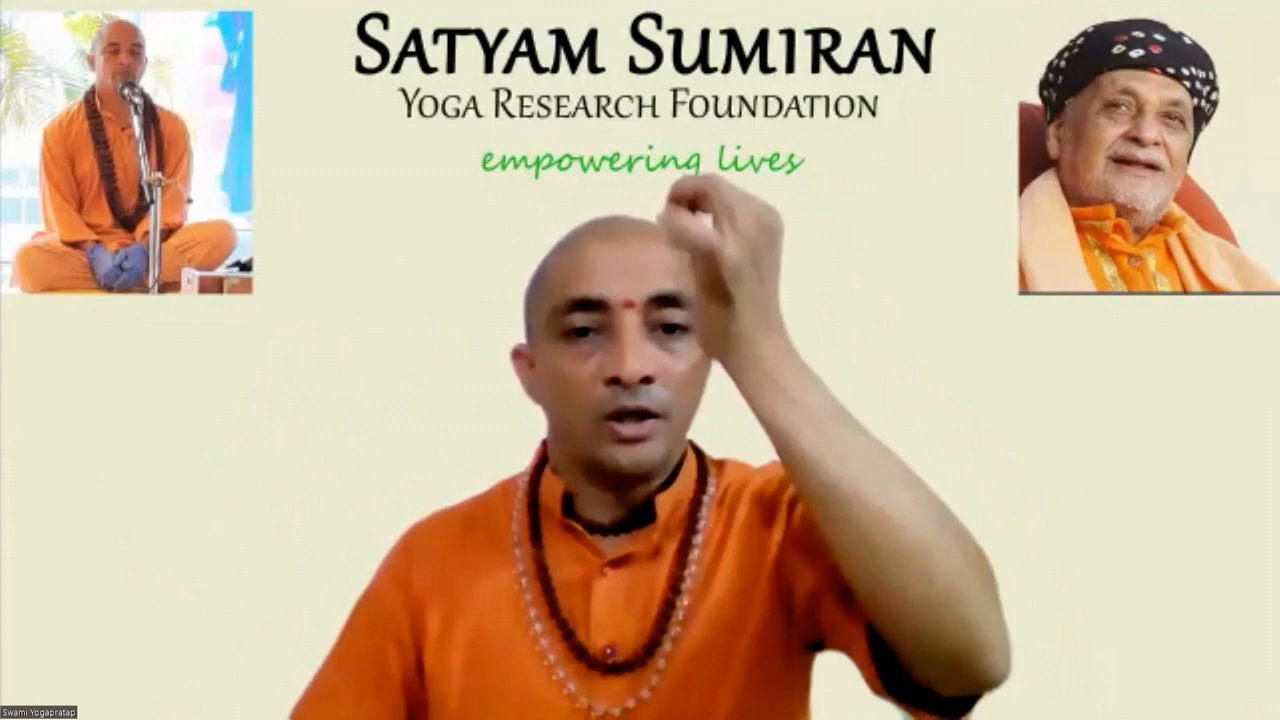 SATYAM SUMIRAN
YOGA RESEARCH FOUNDATION
empowering lives
Swami Yogapratap